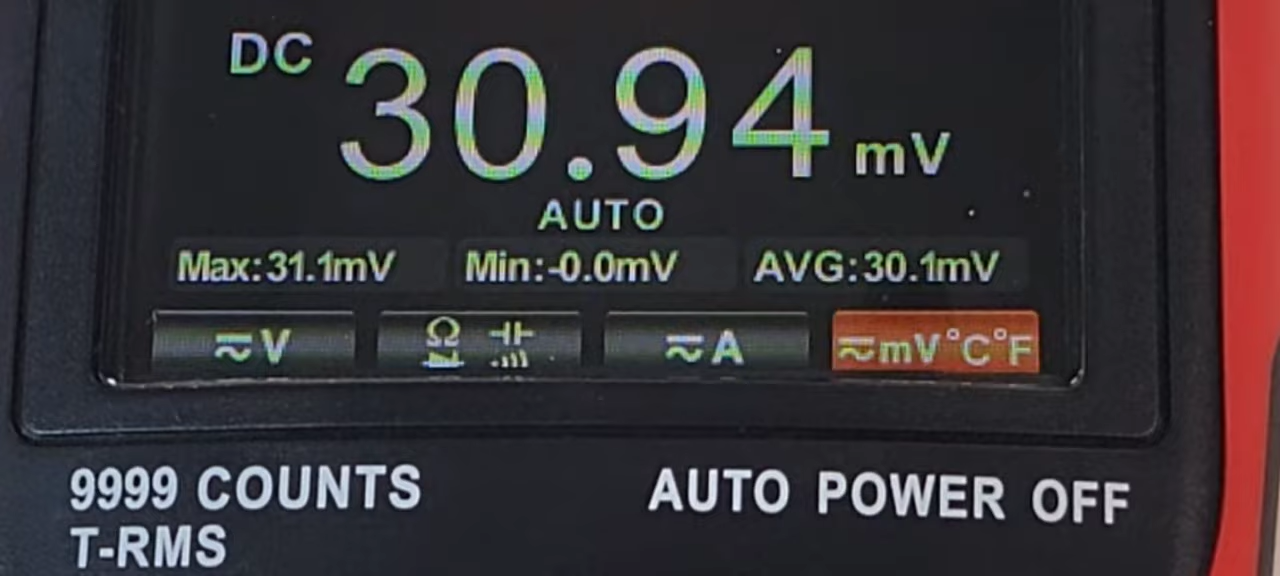 DC 30.94 mV
AUTO
Max:31.1mV Min:-0.0mV AVG:30.1mV
≂V Ω ≂A ≂mV°C°F
9999 COUNTS AUTO POWER OFF
T-RMS